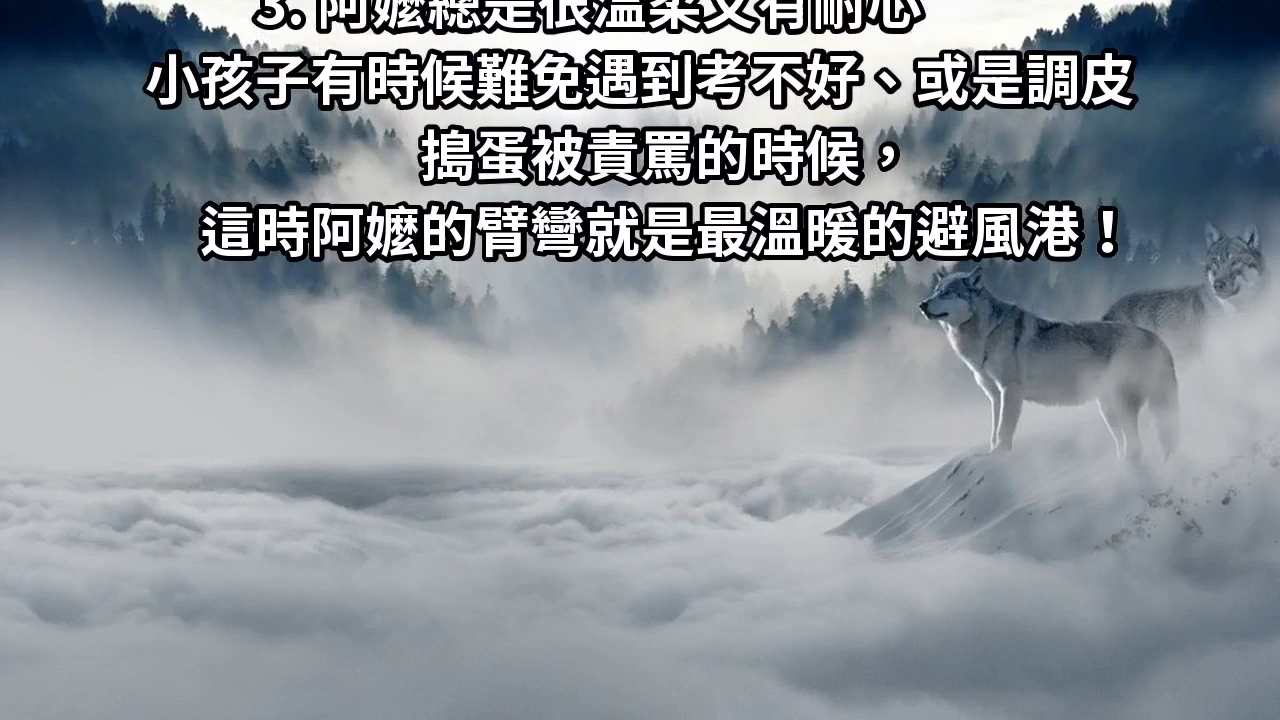 3. 阿嬤總是很溫柔又有耐心
小孩子有時候難免遇到考不好、或是調皮
搗蛋被責罵的時候，
這時阿嬤的臂彎就是最溫暖的避風港！